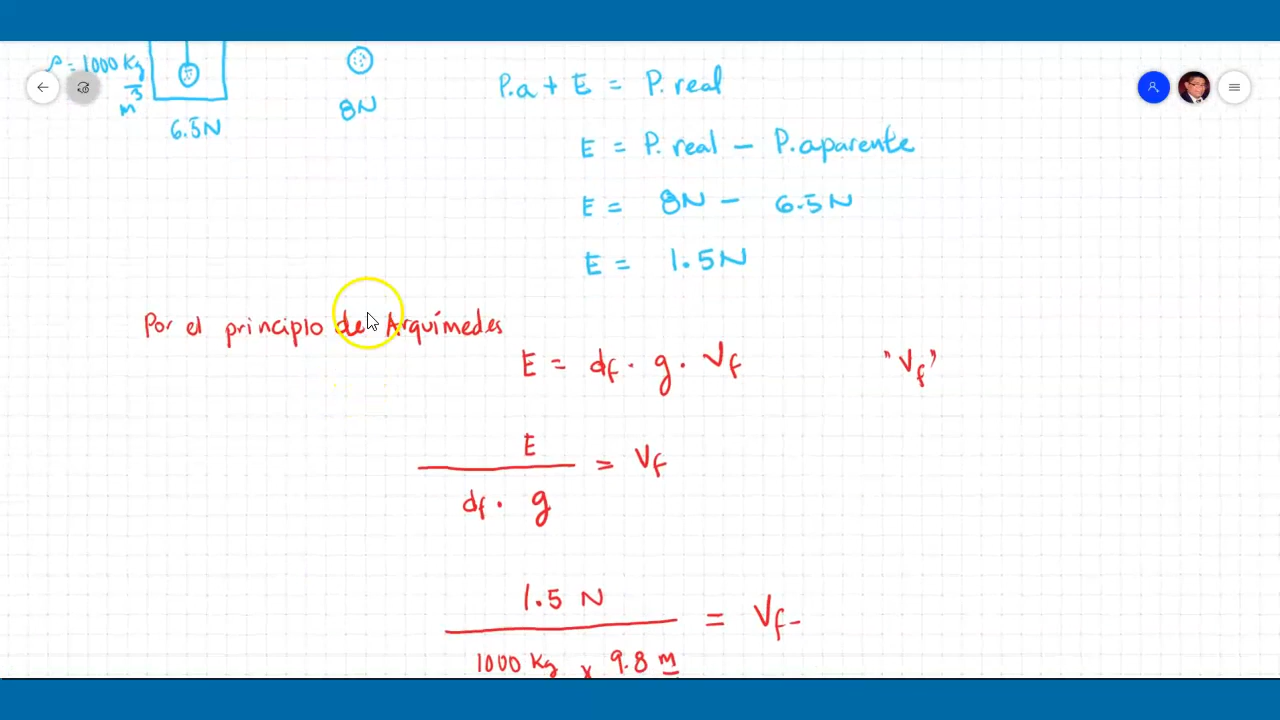 ρ = 1000 Kg
m³
6.5N
8N
P.a + E = P.real
E = P.real - P.aparente
E = 8N - 6.5N
E = 1.5N
Por el principio de Arquímedes
E = df · g · Vf
"Vf"
E
df · g
= Vf
1.5 N
1000 Kg x 9.8 m
= Vf-